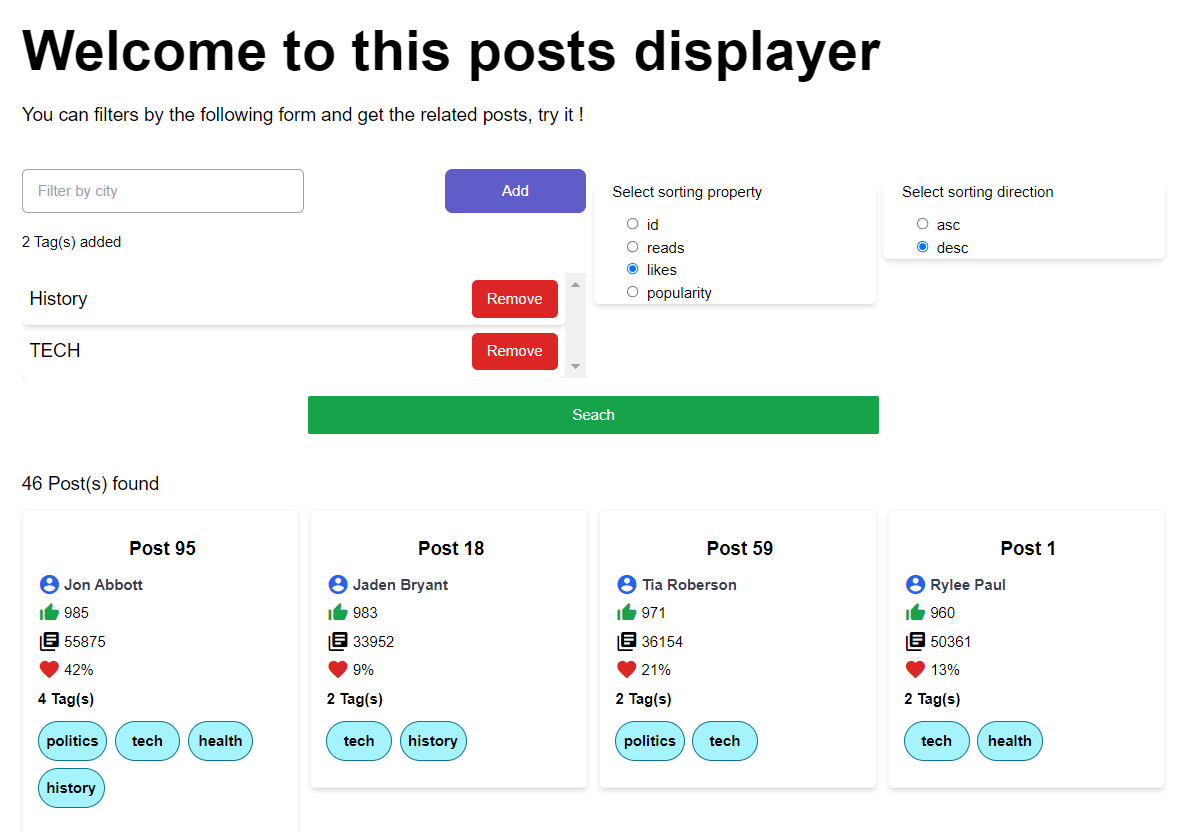 Welcome to this posts displayer
You can filters by the following form and get the related posts, try it !
Filter by city
Add
2 Tag(s) added
History
Remove
TECH
Remove
Select sorting property
id
reads
likes
popularity
Select sorting direction
asc
desc
Seach
46 Post(s) found
Post 95
Jon Abbott
985
55875
42%
4 Tag(s)
politics tech health
history
Post 18
Jaden Bryant
983
33952
9%
2 Tag(s)
tech history
Post 59
Tia Roberson
971
36154
21%
2 Tag(s)
politics tech
Post 1
Rylee Paul
960
50361
13%
2 Tag(s)
tech health